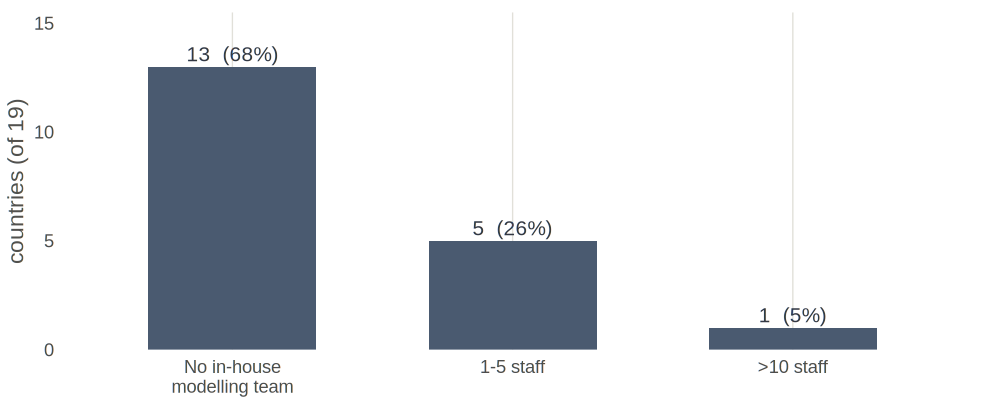 countries (of 19)
15
10
5
0
13 (68%)
5 (26%)
1 (5%)
No in-house
modelling team
1-5 staff
>10 staff